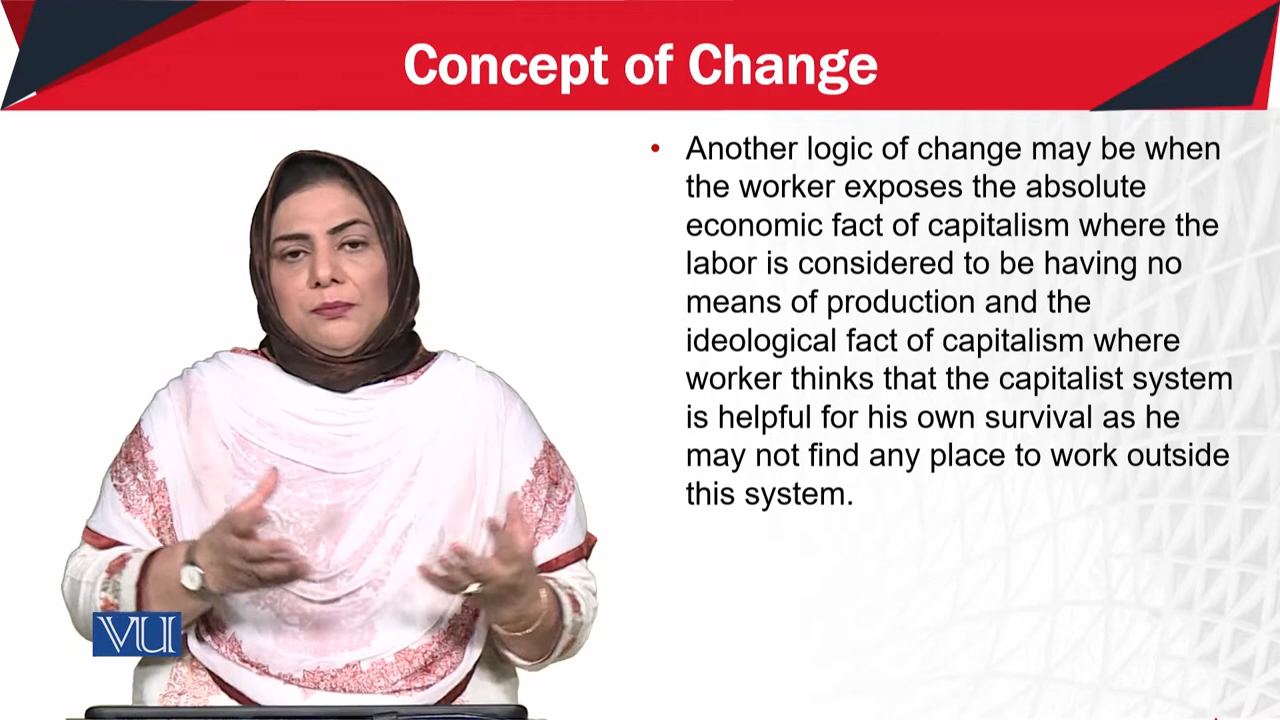 Concept of Change
• Another logic of change may be when
the worker exposes the absolute
economic fact of capitalism where the
labor is considered to be having no
means of production and the
ideological fact of capitalism where
worker thinks that the capitalist system
is helpful for his own survival as he
may not find any place to work outside
this system.
VU